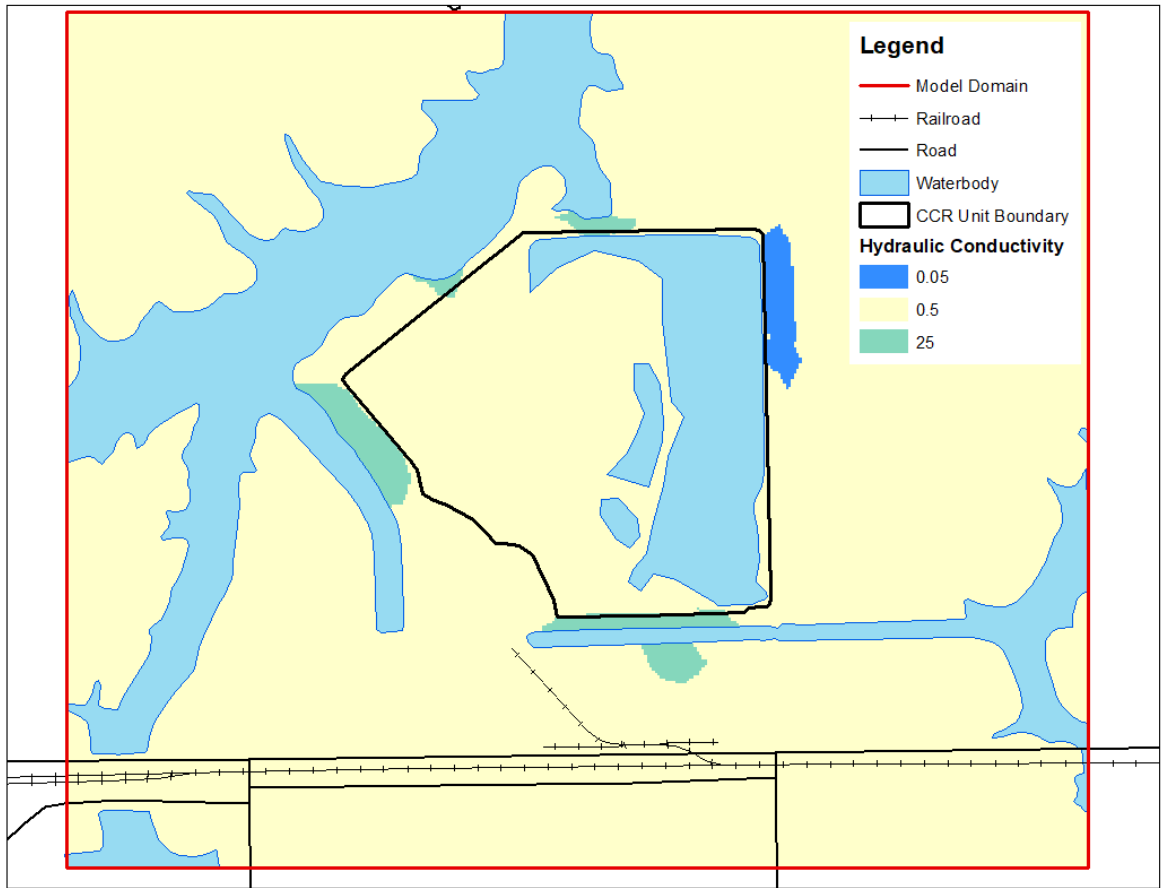 Legend
Model Domain
Railroad
Road
Waterbody
CCR Unit Boundary
Hydraulic Conductivity
0.05
0.5
25